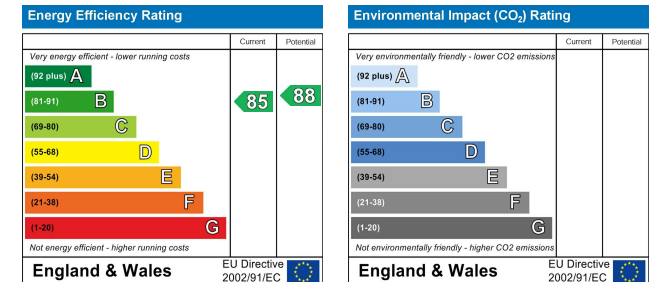 Energy Efficiency Rating
Current Potential
Very energy efficient - lower running costs
(92 plus) A
(81-91) B
85 88
(69-80) C
(55-68) D
(39-54) E
(21-38) F
(1-20) G
Not energy efficient - higher running costs
England & Wales
EU Directive
2002/91/EC
Environmental Impact (CO₂) Rating
Current Potential
Very environmentally friendly - lower CO2 emissions
(92 plus) A
(81-91) B
(69-80) C
(55-68) D
(39-54) E
(21-38) F
(1-20) G
Not environmentally friendly - higher CO2 emissions
England & Wales
EU Directive
2002/91/EC